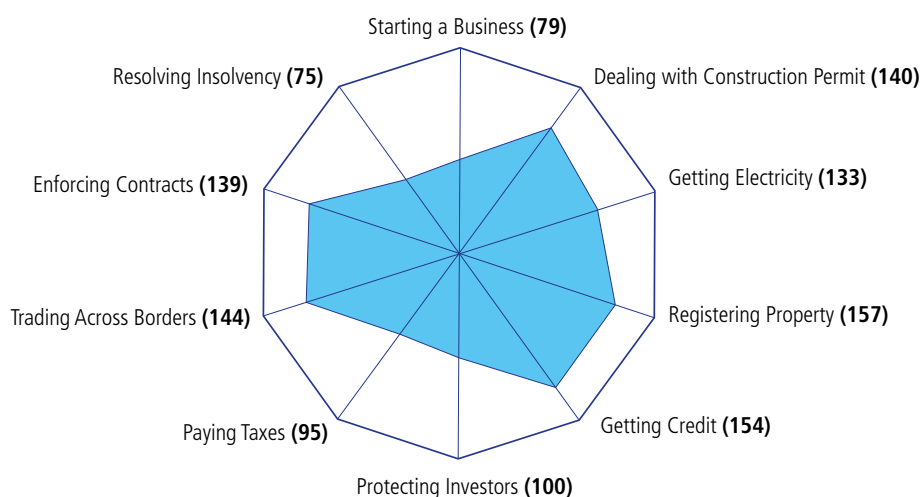 Starting a Business (79)
Resolving Insolvency (75)
Dealing with Construction Permit (140)
Enforcing Contracts (139)
Getting Electricity (133)
Trading Across Borders (144)
Registering Property (157)
Paying Taxes (95)
Getting Credit (154)
Protecting Investors (100)